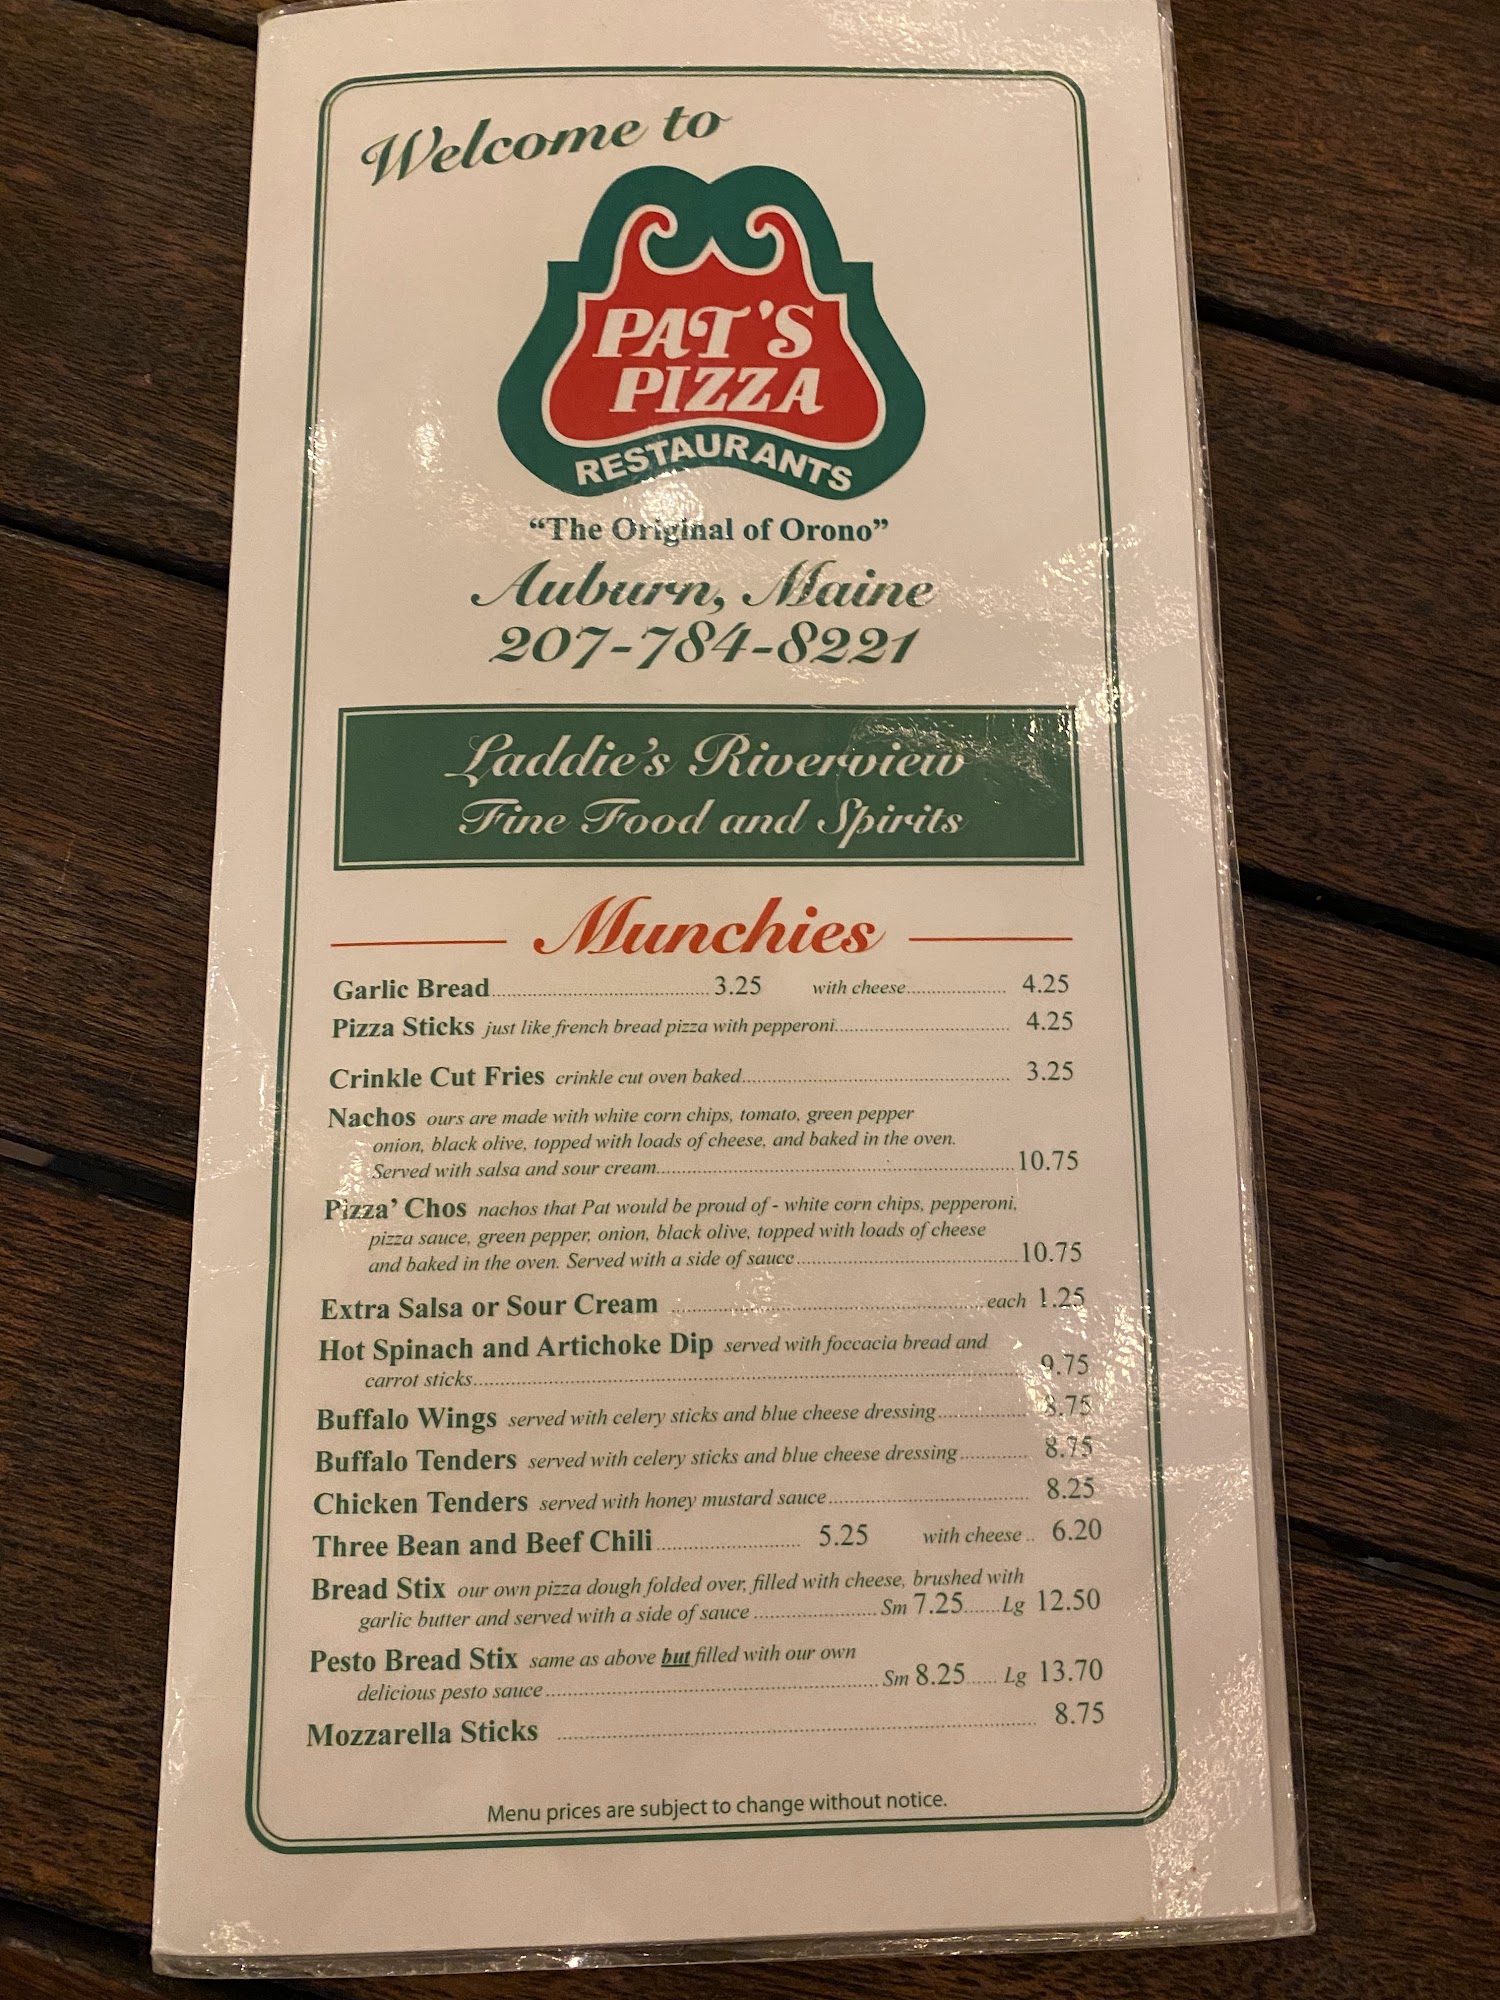 Welcome to
PAT'S
PIZZA
RESTAURANTS
“The Original of Orono”
Auburn, Maine
207-784-8221
Laddie's Riverview
Fine Food and Spirits
Munchies
Garlic Bread 3.25 with cheese 4.25
Pizza Sticks just like french bread pizza with pepperoni 4.25
Crinkle Cut Fries crinkle cut oven baked 3.25
Nachos ours are made with white corn chips, tomato, green pepper
onion, black olive, topped with loads of cheese, and baked in the oven.
Served with salsa and sour cream 10.75
Pizza’ Chos nachos that Pat would be proud of - white corn chips, pepperoni,
pizza sauce, green pepper, onion, black olive, topped with loads of cheese
and baked in the oven. Served with a side of sauce 10.75
Extra Salsa or Sour Cream each 1.25
Hot Spinach and Artichoke Dip served with foccacia bread and
carrot sticks 9.75
Buffalo Wings served with celery sticks and blue cheese dressing 8.75
Buffalo Tenders served with celery sticks and blue cheese dressing 8.75
Chicken Tenders served with honey mustard sauce 8.25
Three Bean and Beef Chili 5.25 with cheese .. 6.20
Bread Stix our own pizza dough folded over, filled with cheese, brushed with
garlic butter and served with a side of sauce Sm 7.25 Lg 12.50
Pesto Bread Stix same as above but filled with our own
delicious pesto sauce Sm 8.25 Lg 13.70
Mozzarella Sticks 8.75
Menu prices are subject to change without notice.